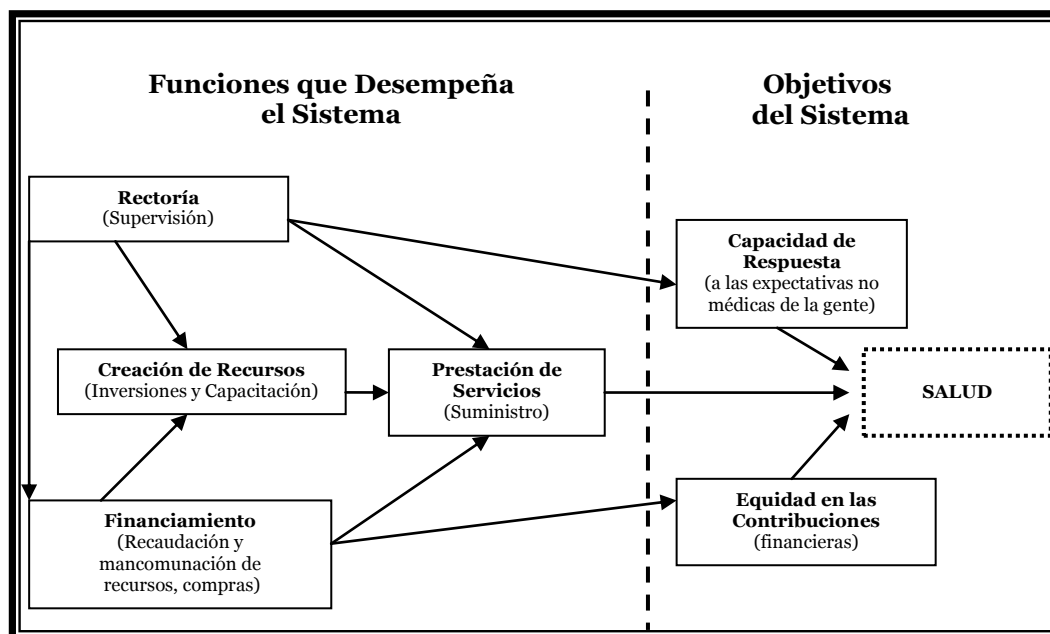 Funciones que Desempeña
el Sistema
Objetivos
del Sistema
Rectoría
(Supervisión)
Capacidad de
Respuesta
(a las expectativas no
médicas de la gente)
Creación de Recursos
(Inversiones y Capacitación)
Prestación de
Servicios
(Suministro)
SALUD
Financiamiento
(Recaudación y
mancomunación de
recursos, compras)
Equidad en las
Contribuciones
(financieras)